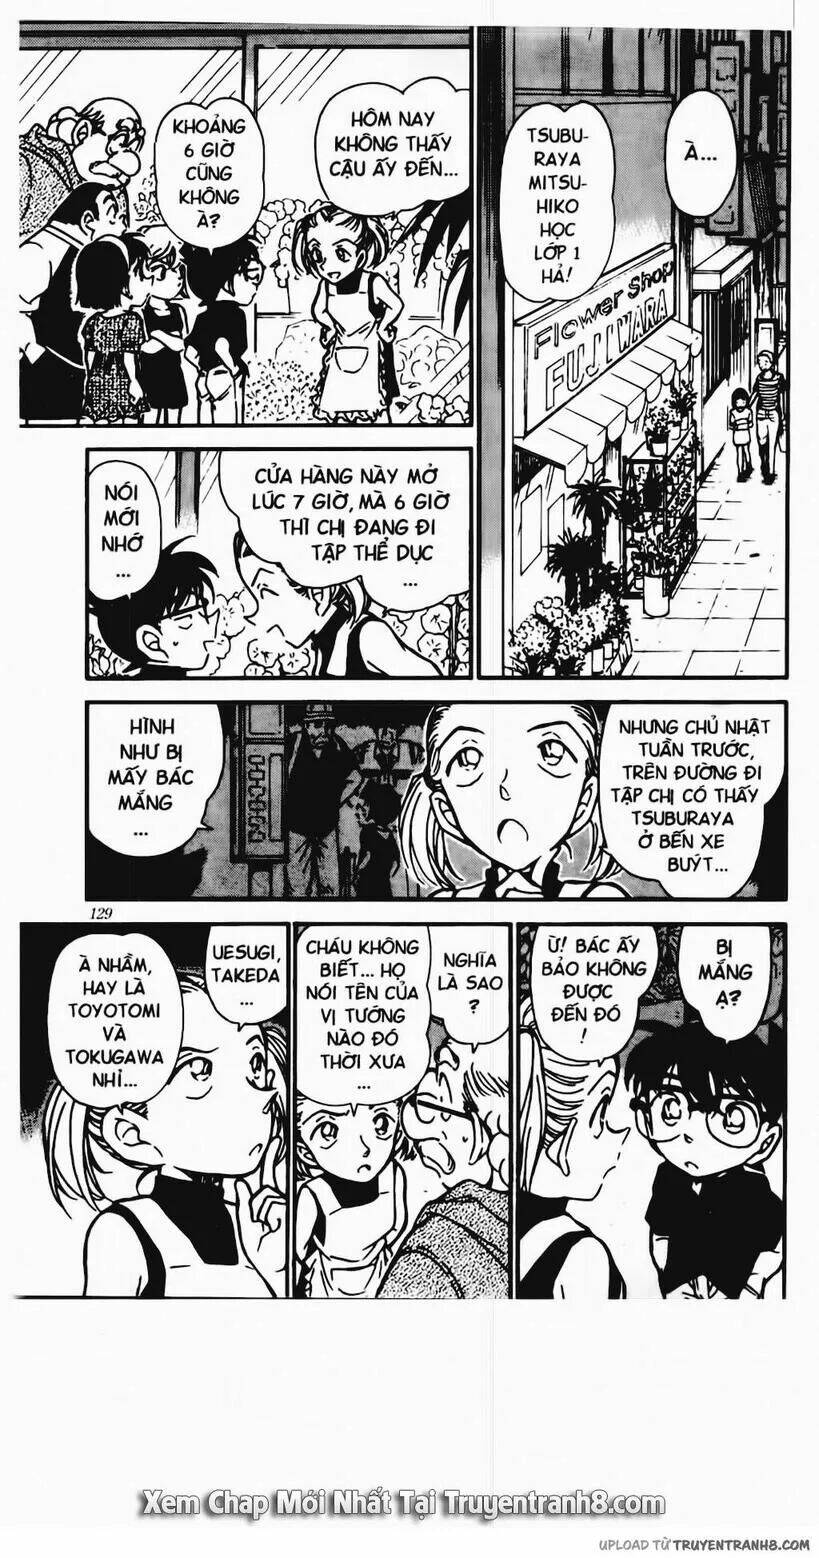 À...
TSUBU-
RAYA
MITSU-
HIKO
HỌC
LỚP 1
HẢ!
Flower Shop
FUJIWARA
HÔM NAY
KHÔNG THẤY
CẬU ẤY ĐẾN...
KHOẢNG
6 GIỜ
CŨNG
KHÔNG
À?
CỬA HÀNG NÀY MỞ
LÚC 7 GIỜ, MÀ 6 GIỜ
THÌ CHỊ ĐANG ĐI
TẬP THỂ DỤC
...
NÓI
MỚI
NHỚ
...
NHƯNG CHỦ NHẬT
TUẦN TRƯỚC,
TRÊN ĐƯỜNG ĐI
TẬP CHỊ CÓ THẤY
TSUBURAYA
Ở BẾN XE
BUÝT...
HÌNH
NHƯ BỊ
MẤY BÁC
MẮNG
...
129
BỊ
MẮNG
Ạ?
Ừ! BÁC ẤY
BẢO KHÔNG
ĐƯỢC
ĐẾN ĐÓ
!
NGHĨA
LÀ SAO
?
CHÁU KHÔNG
BIẾT... HỌ
NÓI TÊN CỦA
VỊ TƯỚNG
NÀO ĐÓ
THỜI XƯA
...
UESUGI,
TAKEDA
...
À NHẦM,
HAY LÀ
TOYOTOMI
VÀ
TOKUGAWA
NHỈ...
Xem Chap Mới Nhất Tại Truyentranh8.com
UPLOAD TỪ TRUYENTRANH8.COM